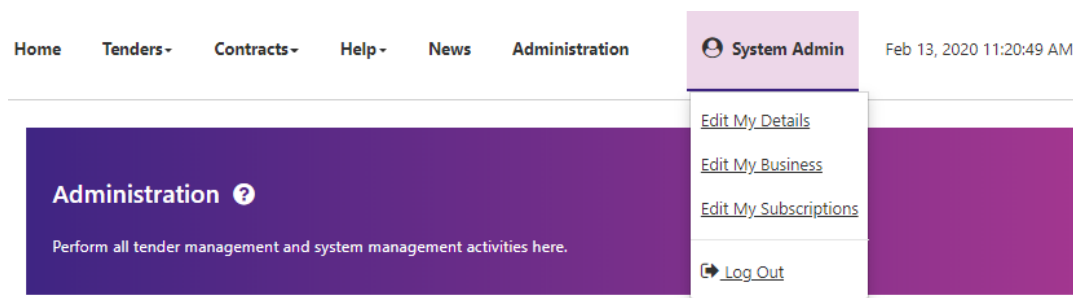 Home Tenders Contracts Help News Administration System Admin Feb 13, 2020 11:20:49 AM
Edit My Details
Edit My Business
Administration
Edit My Subscriptions
Perform all tender management and system management activities here.
Log Out